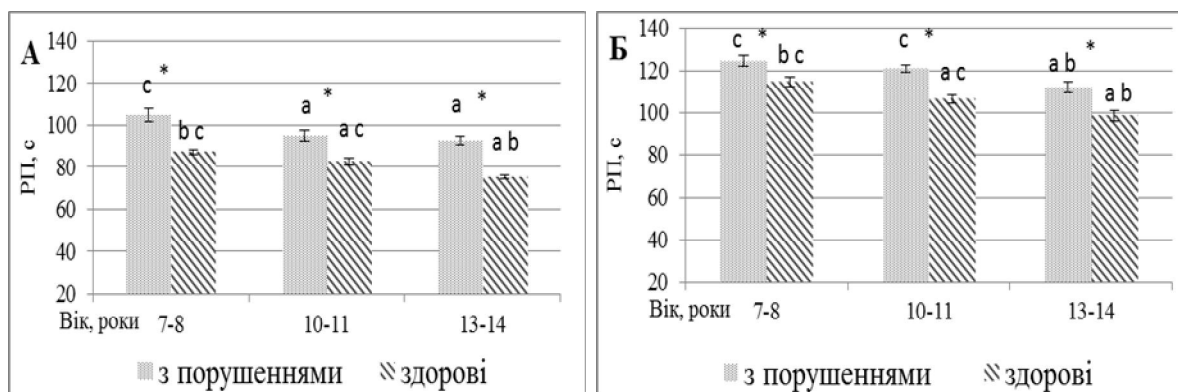 А
140
120
100
80
60
40
20
РП, с
c *
b c
a *
a c
a *
a b
Вік, роки 7-8 10-11 13-14
з порушеннями здорові
Б
140
120
100
80
60
40
20
РП, с
c *
b c
c *
a c
a b *
a b
Вік, роки 7-8 10-11 13-14
з порушеннями здорові